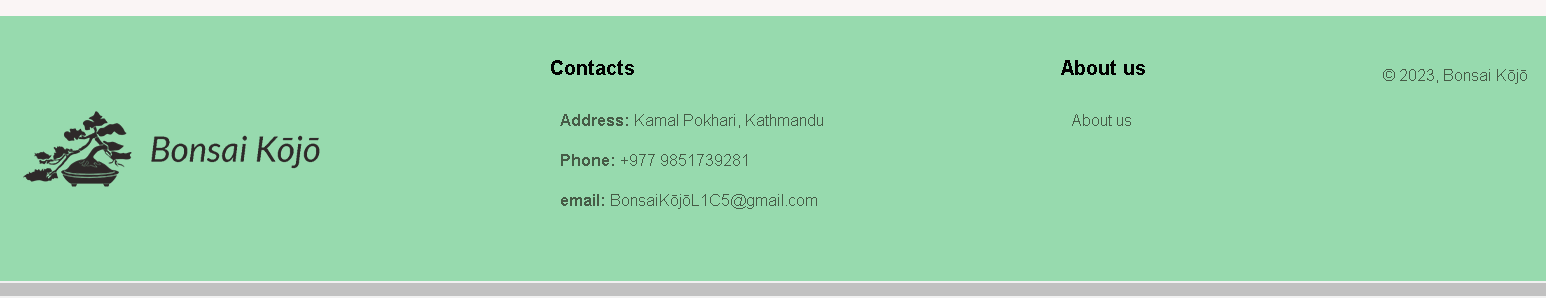 Bonsai Kōjō
Contacts
Address: Kamal Pokhari, Kathmandu
Phone: +977 9851739281
email: BonsaiKōjōL1C5@gmail.com
About us
About us
© 2023, Bonsai Kōjō